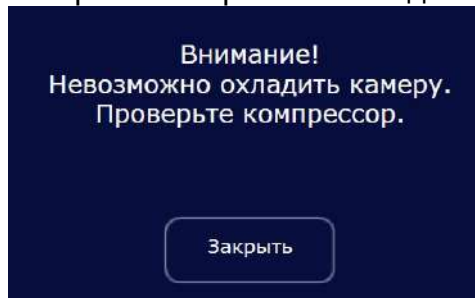 Внимание!
Невозможно охладить камеру.
Проверьте компрессор.
Закрыть